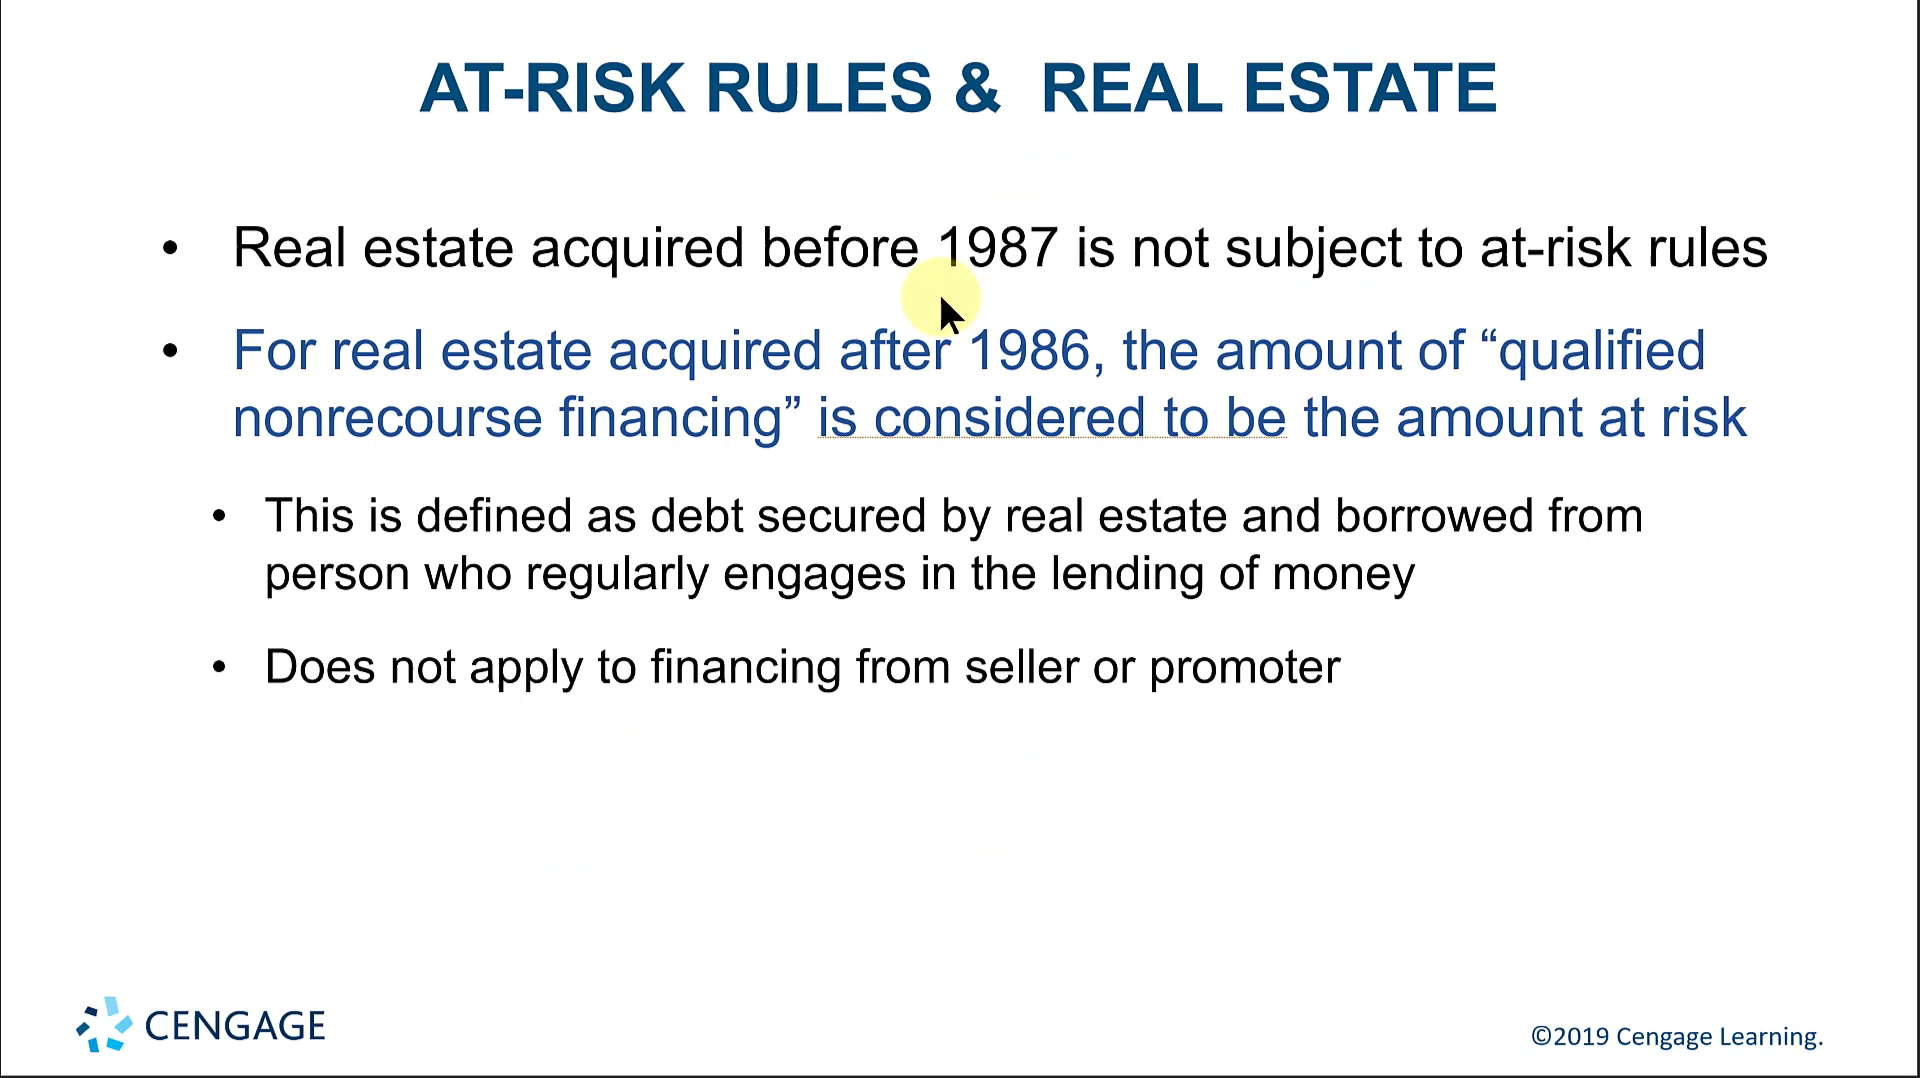 AT-RISK RULES & REAL ESTATE
• Real estate acquired before 1987 is not subject to at-risk rules
• For real estate acquired after 1986, the amount of “qualified
nonrecourse financing” is considered to be the amount at risk
• This is defined as debt secured by real estate and borrowed from
person who regularly engages in the lending of money
• Does not apply to financing from seller or promoter
CENGAGE
©2019 Cengage Learning.